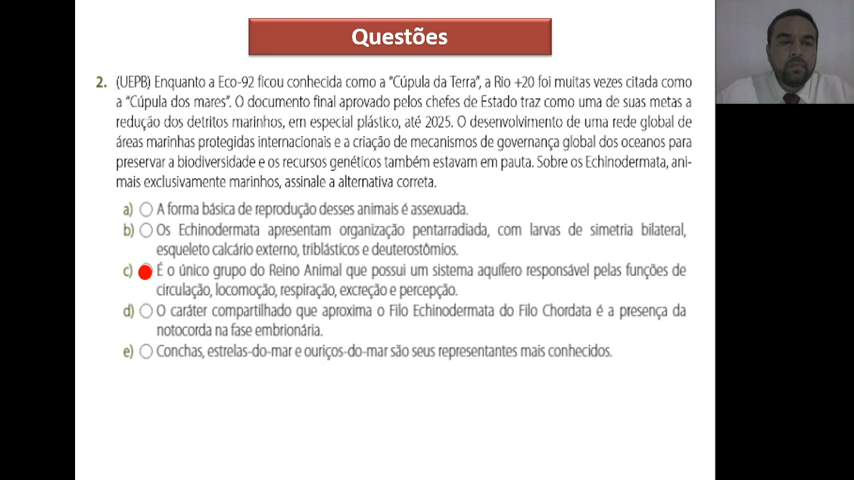 Questões
2. (UEPB) Enquanto a Eco-92 ficou conhecida como a "Cúpula da Terra", a Rio +20 foi muitas vezes citada como
a "Cúpula dos mares". O documento final aprovado pelos chefes de Estado traz como uma de suas metas a
redução dos detritos marinhos, em especial plástico, até 2025. O desenvolvimento de uma rede global de
áreas marinhas protegidas internacionais e a criação de mecanismos de governança global dos oceanos para
preservar a biodiversidade e os recursos genéticos também estavam em pauta. Sobre os Echinodermata, ani-
mais exclusivamente marinhos, assinale a alternativa correta.
a) A forma básica de reprodução desses animais é assexuada.
b) Os Echinodermata apresentam organização pentarradiada, com larvas de simetria bilateral,
esqueleto calcário externo, triblásticos e deuterostômios.
c) É o único grupo do Reino Animal que possui um sistema aquífero responsável pelas funções de
circulação, locomoção, respiração, excreção e percepção.
d) O caráter compartilhado que aproxima o Filo Echinodermata do Filo Chordata é a presença da
notocorda na fase embrionária.
e) Conchas, estrelas-do-mar e ouriços-do-mar são seus representantes mais conhecidos.